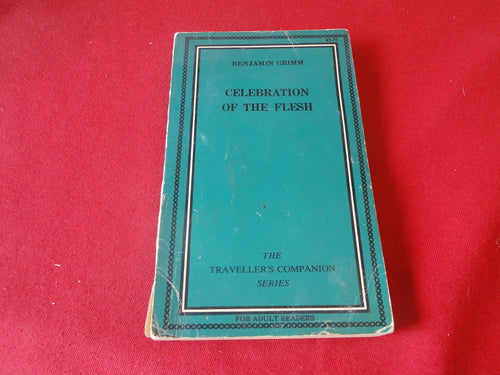 BENJAMIN GRIMM
CELEBRATION
OF THE FLESH
THE
TRAVELLER'S COMPANION
SERIES
FOR ADULT READERS